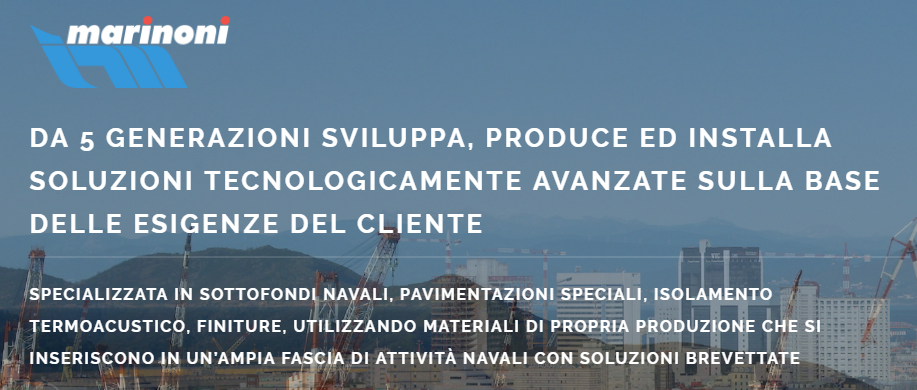 marinoni
DA 5 GENERAZIONI SVILUPPA, PRODUCE ED INSTALLA
SOLUZIONI TECNOLOGICAMENTE AVANZATE SULLA BASE
DELLE ESIGENZE DEL CLIENTE
SPECIALIZZATA IN SOTTOFONDI NAVALI, PAVIMENTAZIONI SPECIALI, ISOLAMENTO
TERMOACUSTICO, FINITURE, UTILIZZANDO MATERIALI DI PROPRIA PRODUZIONE CHE SI
INSERISCONO IN UN'AMPIA FASCIA DI ATTIVITÀ NAVALI CON SOLUZIONI BREVETTATE